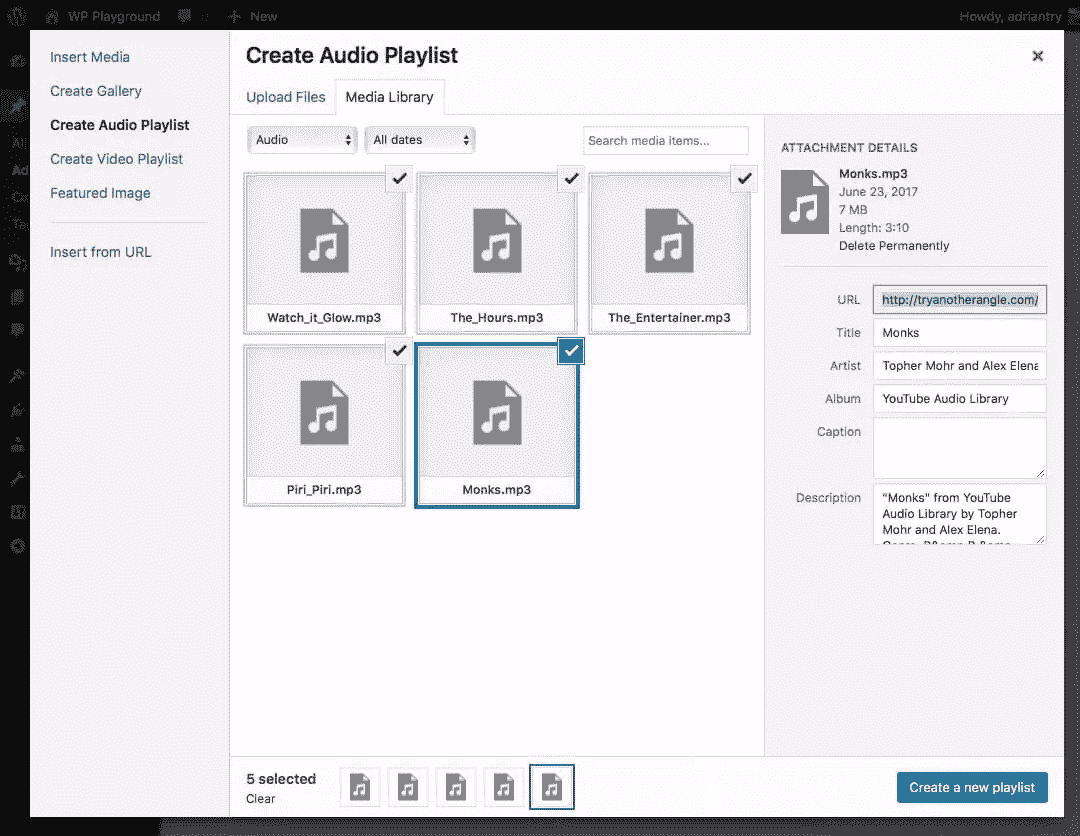 WP Playground
New
Howdy, adriantry
Insert Media
Create Gallery
Create Audio Playlist
Create Video Playlist
Featured Image
Insert from URL
Create Audio Playlist
Upload Files
Media Library
Audio
All dates
Search media items...
Watch_it_Glow.mp3
The_Hours.mp3
The_Entertainer.mp3
Piri_Piri.mp3
Monks.mp3
ATTACHMENT DETAILS
Monks.mp3
June 23, 2017
7 MB
Length: 3:10
Delete Permanently
URL
http://tryanotherangle.com/
Title
Monks
Artist
Topher Mohr and Alex Elena
Album
YouTube Audio Library
Caption
Description
"Monks" from YouTube
Audio Library by Topher
Mohr and Alex Elena.
5 selected
Clear
Create a new playlist